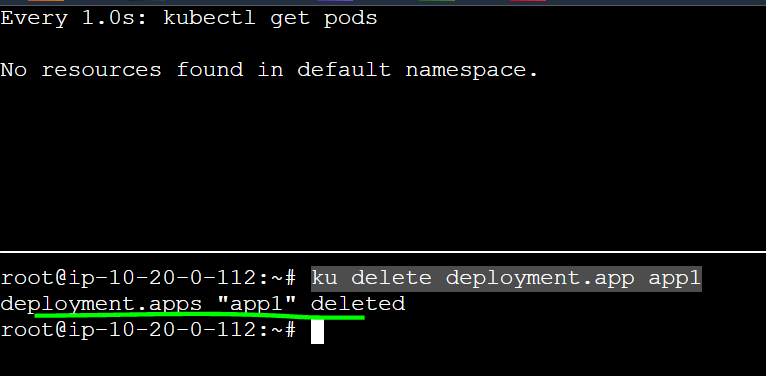 Every 1.0s: kubectl get pods
No resources found in default namespace.
root@ip-10-20-0-112:~# ku delete deployment.app app1
deployment.apps "app1" deleted
root@ip-10-20-0-112:~#